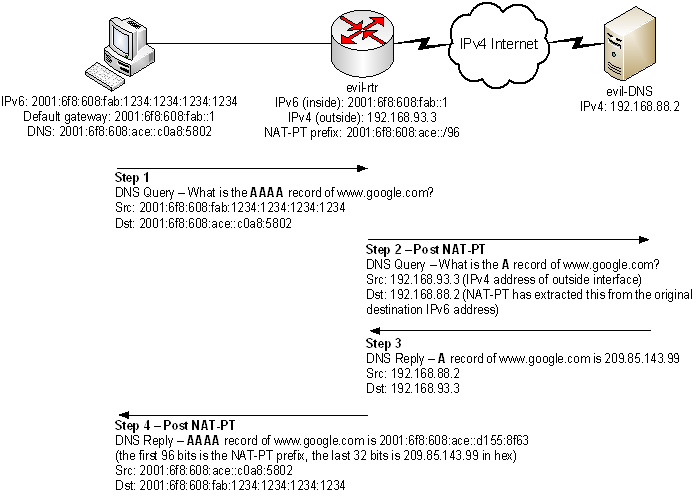 IPv4 Internet
evil-rtr
evil-DNS
IPv6: 2001:6f8:608:fab:1234:1234:1234:1234
IPv6 (inside): 2001:6f8:608:fab::1
IPv4: 192.168.88.2
Default gateway: 2001:6f8:608:fab::1
IPv4 (outside): 192.168.93.3
DNS: 2001:6f8:608:ace::c0a8:5802
NAT-PT prefix: 2001:6f8:608:ace::/96
Step 1
DNS Query – What is the AAAA record of www.google.com?
Src: 2001:6f8:608:fab:1234:1234:1234:1234
Dst: 2001:6f8:608:ace::c0a8:5802
Step 2 – Post NAT-PT
DNS Query – What is the A record of www.google.com?
Src: 192.168.93.3 (IPv4 address of outside interface)
Dst: 192.168.88.2 (NAT-PT has extracted this from the original
destination IPv6 address)
Step 3
DNS Reply – A record of www.google.com is 209.85.143.99
Src: 192.168.88.2
Dst: 192.168.93.3
Step 4 – Post NAT-PT
DNS Reply – AAAA record of www.google.com is 2001:6f8:608:ace::d155:8f63
(the first 96 bits is the NAT-PT prefix, the last 32 bits is 209.85.143.99 in hex)
Src: 2001:6f8:608:ace::c0a8:5802
Dst: 2001:6f8:608:fab:1234:1234:1234:1234